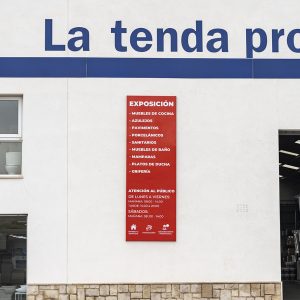 La tenda pro
EXPOSICIÓN
- MUEBLES DE COCINA
- AZULEJOS
- PAVIMENTOS
- PORCELÁNICOS
- SANITARIOS
- MUEBLES DE BAÑO
- MAMPARAS
- PLATOS DE DUCHA
- GRIFERÍA
ATENCIÓN AL PÚBLICO
DE LUNES A VIERNES:
SÁBADOS: